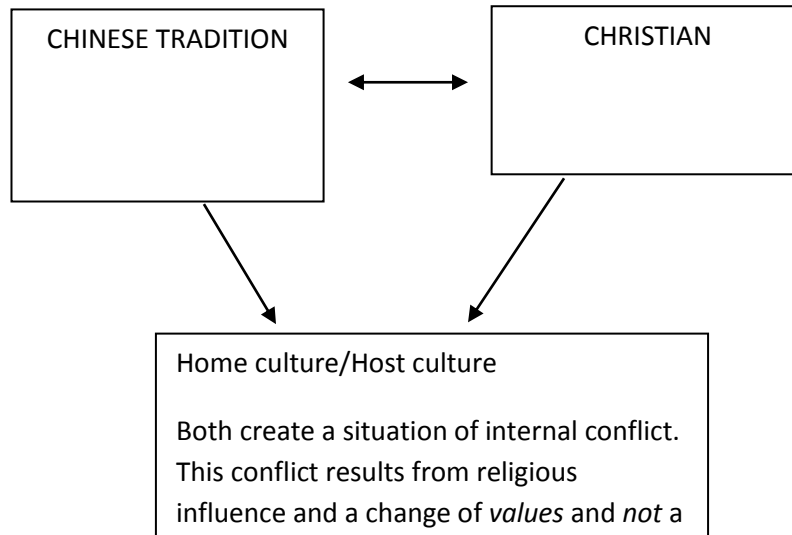 CHINESE TRADITION
CHRISTIAN
Home culture/Host culture
Both create a situation of internal conflict.
This conflict results from religious
influence and a change of values and not a